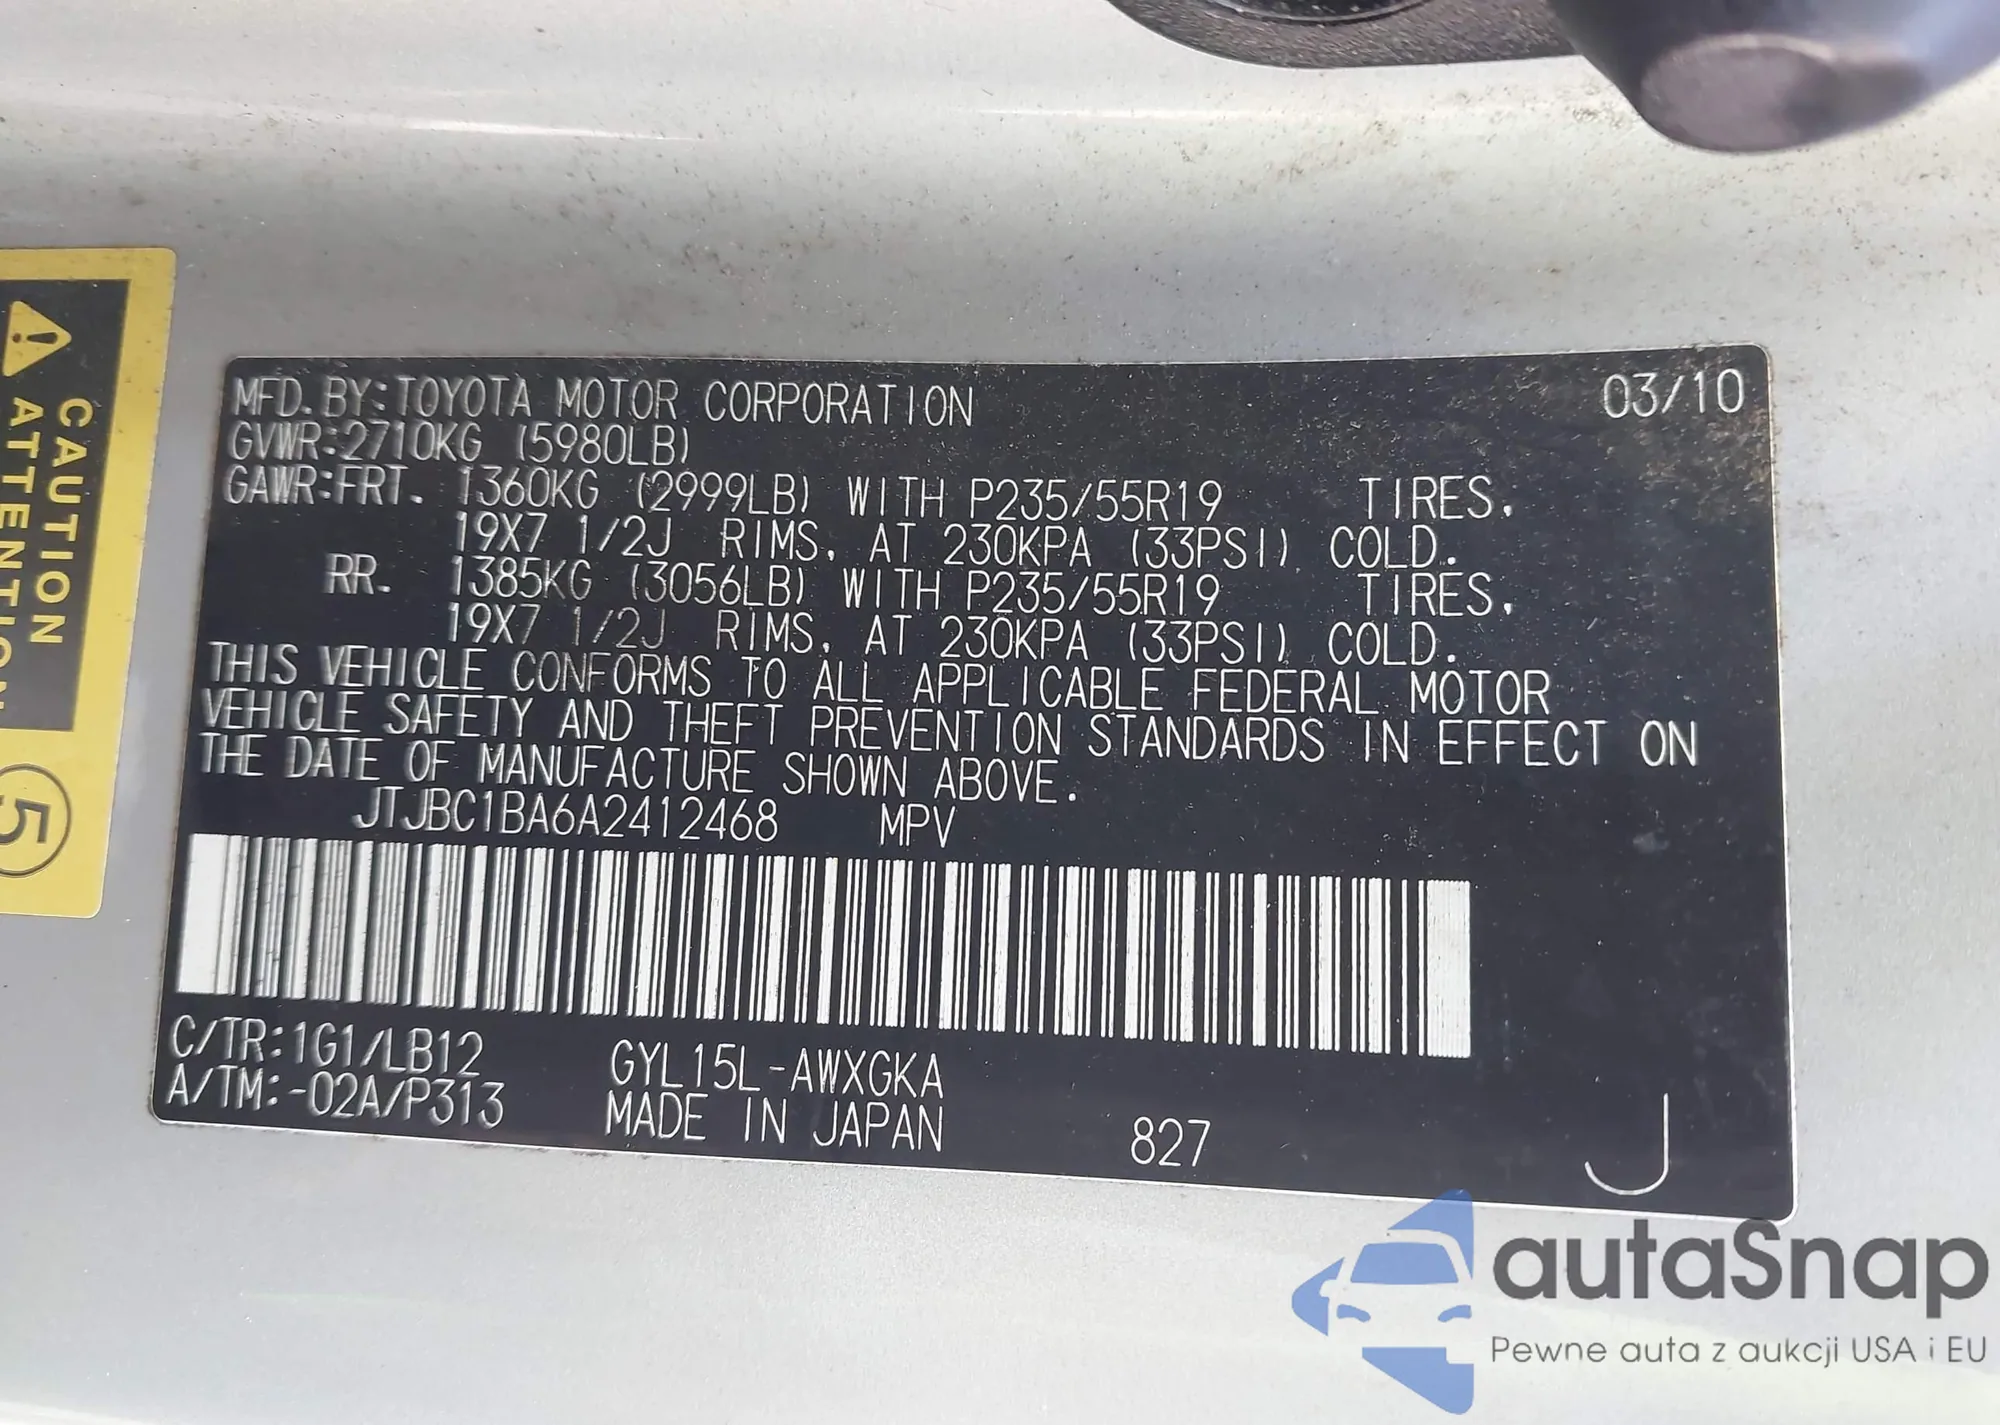 MFD. BY:TOYOTA MOTOR CORPORATION 03/10
GVWR:2710KG (5980LB)
GAWR:FRT. 1360KG (2999LB) WITH P235/55R19 TIRES,
19X7 1/2J RIMS, AT 230KPA (33PSI) COLD.
RR. 1385KG (3056LB) WITH P235/55R19 TIRES,
19X7 1/2J RIMS, AT 230KPA (33PSI) COLD.
THIS VEHICLE CONFORMS TO ALL APPLICABLE FEDERAL MOTOR
VEHICLE SAFETY AND THEFT PREVENTION STANDARDS IN EFFECT ON
THE DATE OF MANUFACTURE SHOWN ABOVE.
JTJBC1BA6A2412468 MPV
C/TR:1G1/LB12 GYL15L-AWXGKA
A/TM:-02A/P313 MADE IN JAPAN 827 J
CAUTION
ATTENTION
5
autaSnap
Pewne auta z aukcji USA i EU